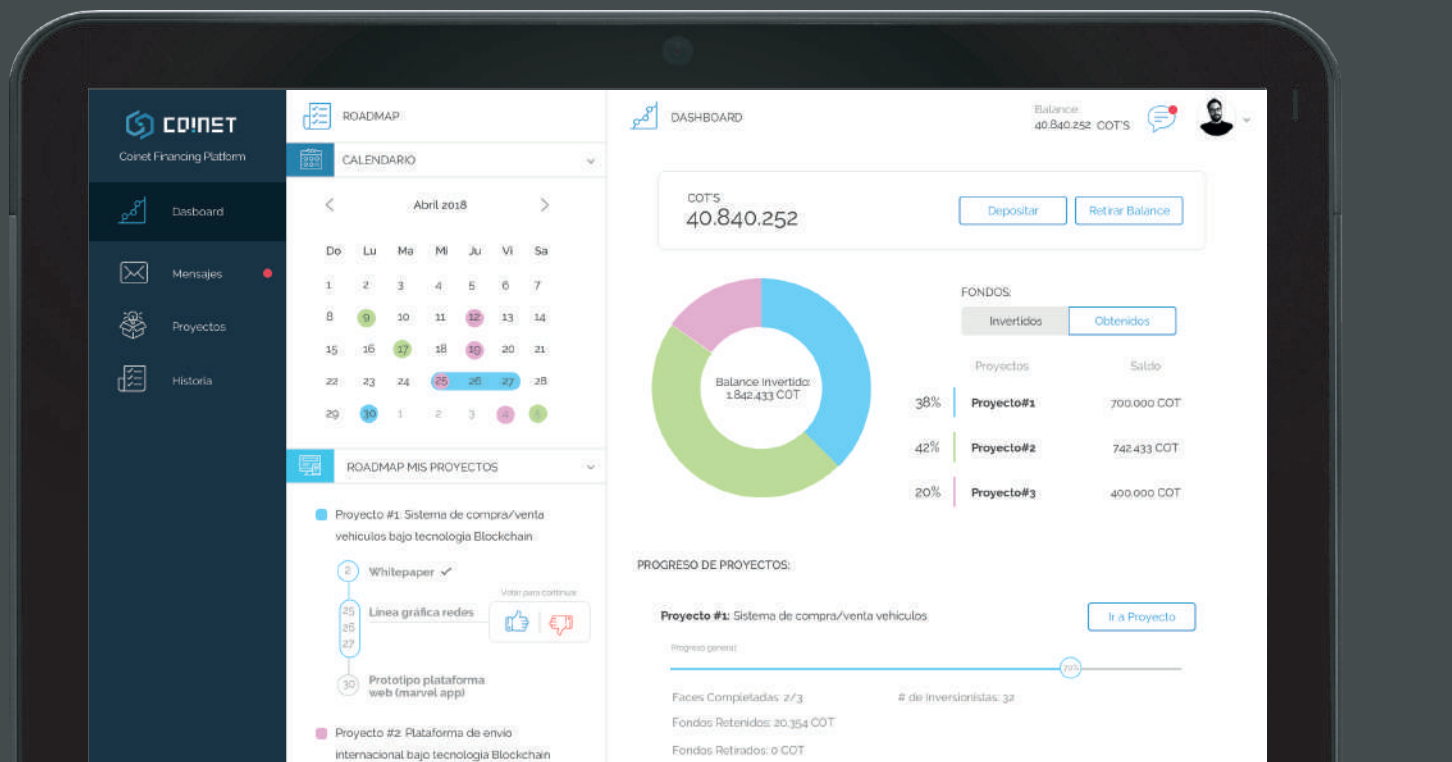 COINET
Coinet Financing Platform
Dasboard
Mensajes
Proyectos
Historia
ROADMAP
CALENDARIO
Abril 2018
Do Lu Ma Mi Ju Vi Sa
1 2 3 4 5 6 7
8 9 10 11 12 13 14
15 16 17 18 19 20 21
22 23 24 25 26 27 28
29 30 1 2 3 4 5
ROADMAP MIS PROYECTOS
Proyecto #1: Sistema de compra/venta
vehiculos bajo tecnologia Blockchain
2 Whitepaper
Votar para continuar
25 Linea gráfica redes
26
27
30 Prototipo plataforma
web (marvel app)
Proyecto #2: Plataforma de envio
internacional bajo tecnologia Blockchain
DASHBOARD
Balance:
40.840.252 COT'S
COT'S
40.840.252
Depositar
Retirar Balance
Balance Invertido:
1.842.433 COT
FONDOS:
Invertidos
Obtenidos
Proyectos Saldo
38% Proyecto#1 700.000 COT
42% Proyecto#2 742.433 COT
20% Proyecto#3 400.000 COT
PROGRESO DE PROYECTOS:
Proyecto #1: Sistema de compra/venta vehiculos
Ir a Proyecto
Progreso general:
70%
Faces Completadas: 2/3 # de Inversionistas: 32
Fondos Retenidos: 20.354 COT
Fondos Retirados: 0 COT